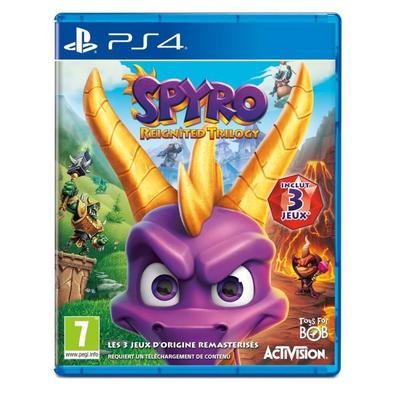 PS4
SPYRO
REIGNITED TRILOGY
INCLUT
3
JEUX*
7
www.pegi.info
LES 3 JEUX D'ORIGINE REMASTERISÉS
REQUIERT UN TÉLÉCHARGEMENT DE CONTENU
Toys For
BOB
ACTIVISION